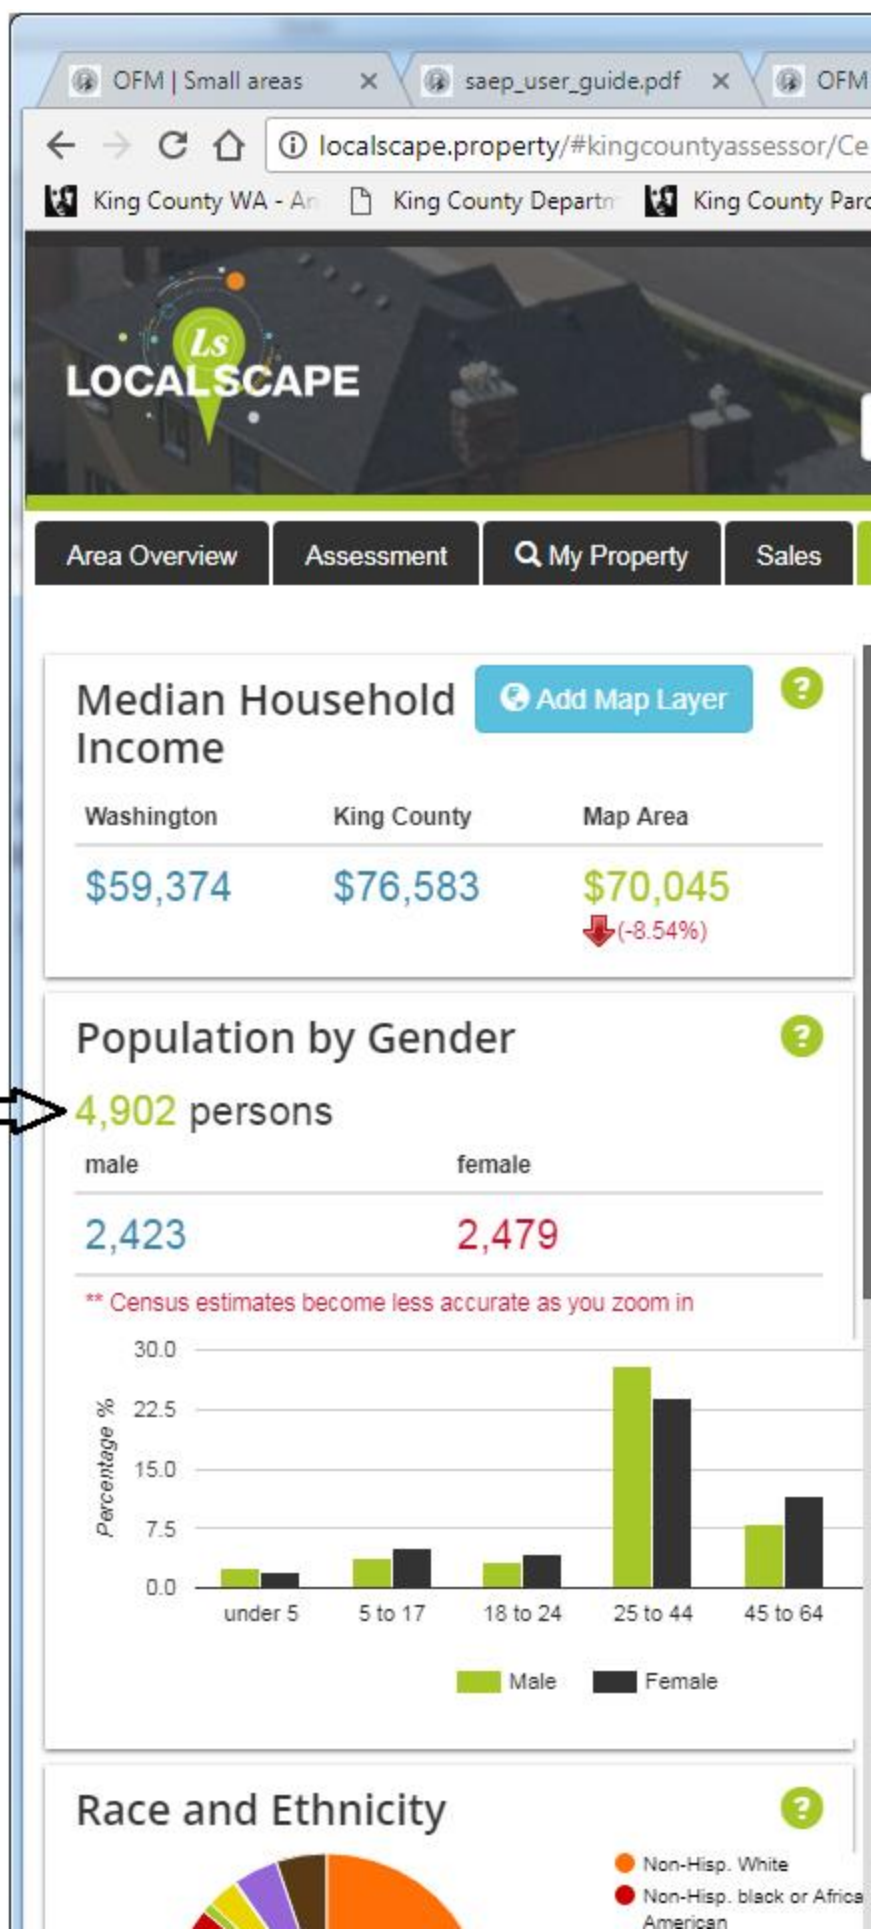 OFM | Small areas
saep_user_guide.pdf
OFM
localscape.property/#kingcountyassessor/Ce
King County WA - An
King County Departm
King County Parc
Ls
LOCALSCAPE
Area Overview
Assessment
My Property
Sales
Median Household
Income
Add Map Layer
?
Washington
King County
Map Area
$59,374
$76,583
$70,045
(-8.54%)
Population by Gender
?
4,902 persons
male
female
2,423
2,479
** Census estimates become less accurate as you zoom in
Percentage %
30.0
22.5
15.0
7.5
0.0
under 5
5 to 17
18 to 24
25 to 44
45 to 64
Male
Female
Race and Ethnicity
?
Non-Hisp. White
Non-Hisp. black or Africa
American